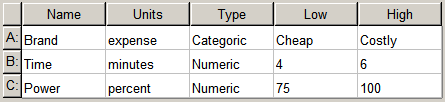 Name Units Type Low High
A: Brand expense Categoric Cheap Costly
B: Time minutes Numeric 4 6
C: Power percent Numeric 75 100